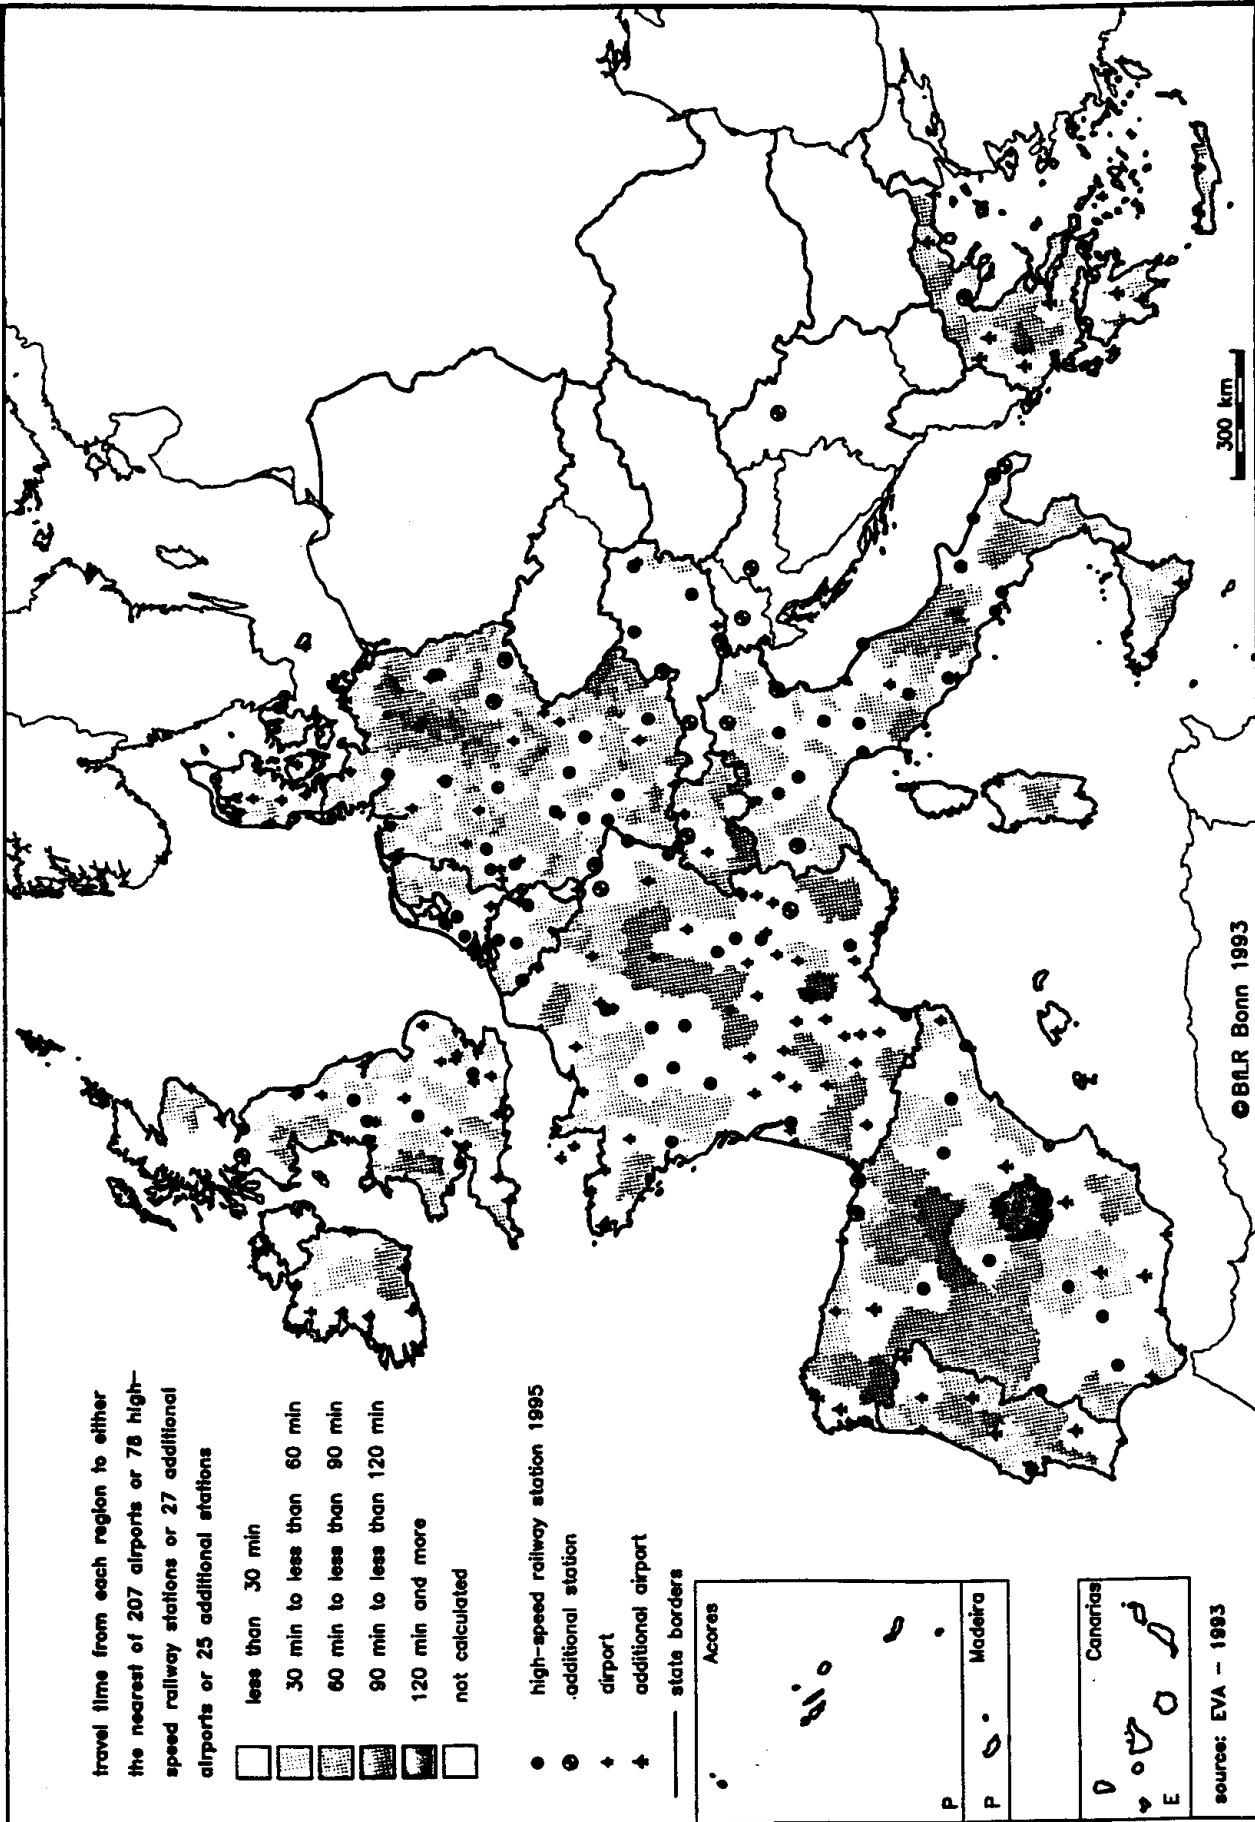 travel time from each region to either
the nearest of 207 airports or 78 high-
speed railway stations or 27 additional
airports or 25 additional stations
less than 30 min
30 min to less than 60 min
60 min to less than 90 min
90 min to less than 120 min
120 min and more
not calculated
high-speed railway station 1995
additional station
airport
additional airport
state borders
Acores
P
Madeira
P
Canarias
E
source: EVA - 1993
300 km
© BfLR Bonn 1993